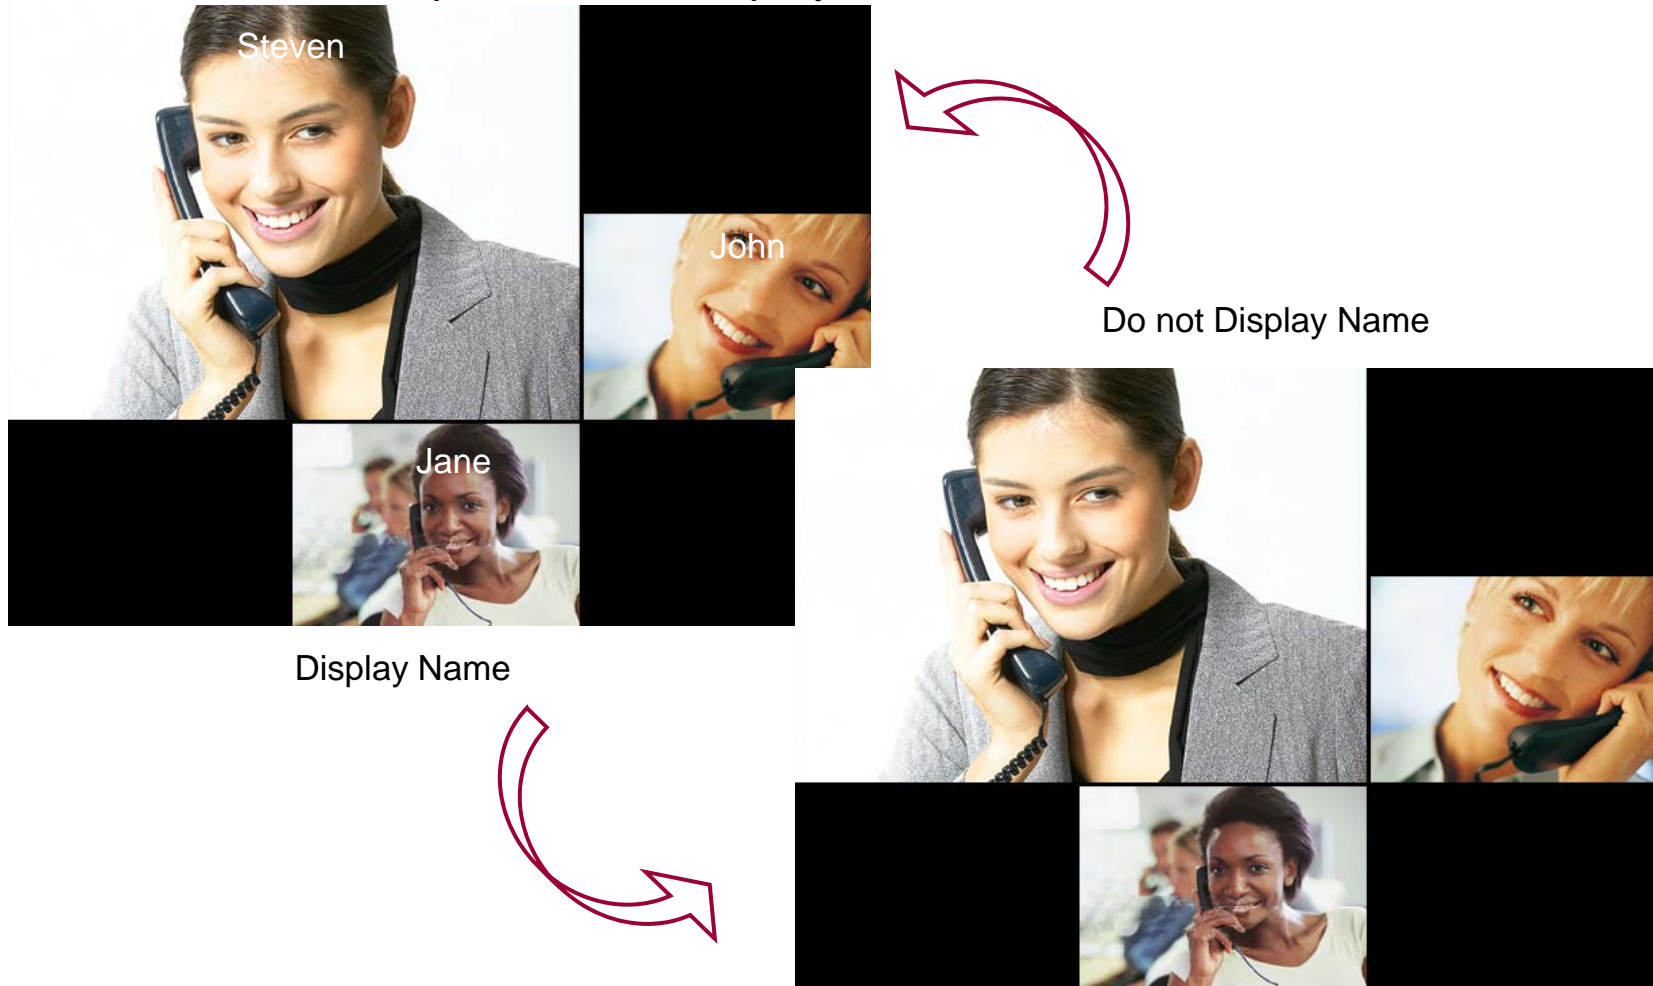 Steven
John
Do not Display Name
Jane
Display Name